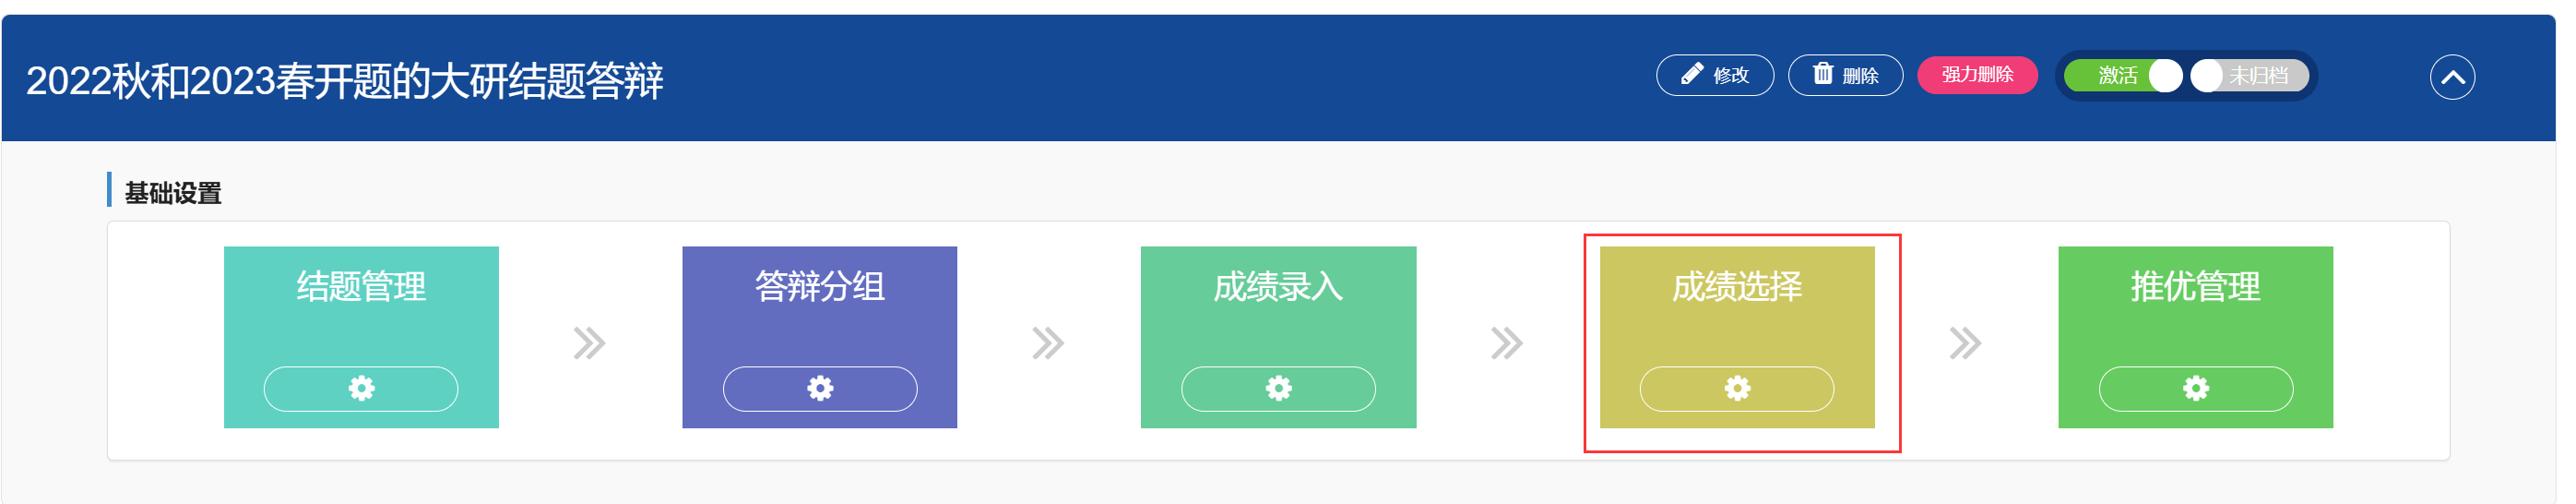 2022秋和2023春开题的大研结题答辩
修改
删除
强力删除
激活
未归档
基础设置
结题管理
答辩分组
成绩录入
成绩选择
推优管理